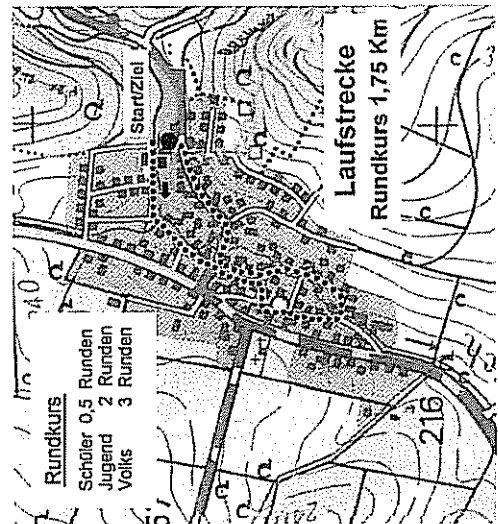 Start/Ziel
Laufstrecke
Rundkurs 1,75 Km
Rundkurs
Schüler 0,5 Runden
Jugend 2 Runden
Volks 3 Runden
216